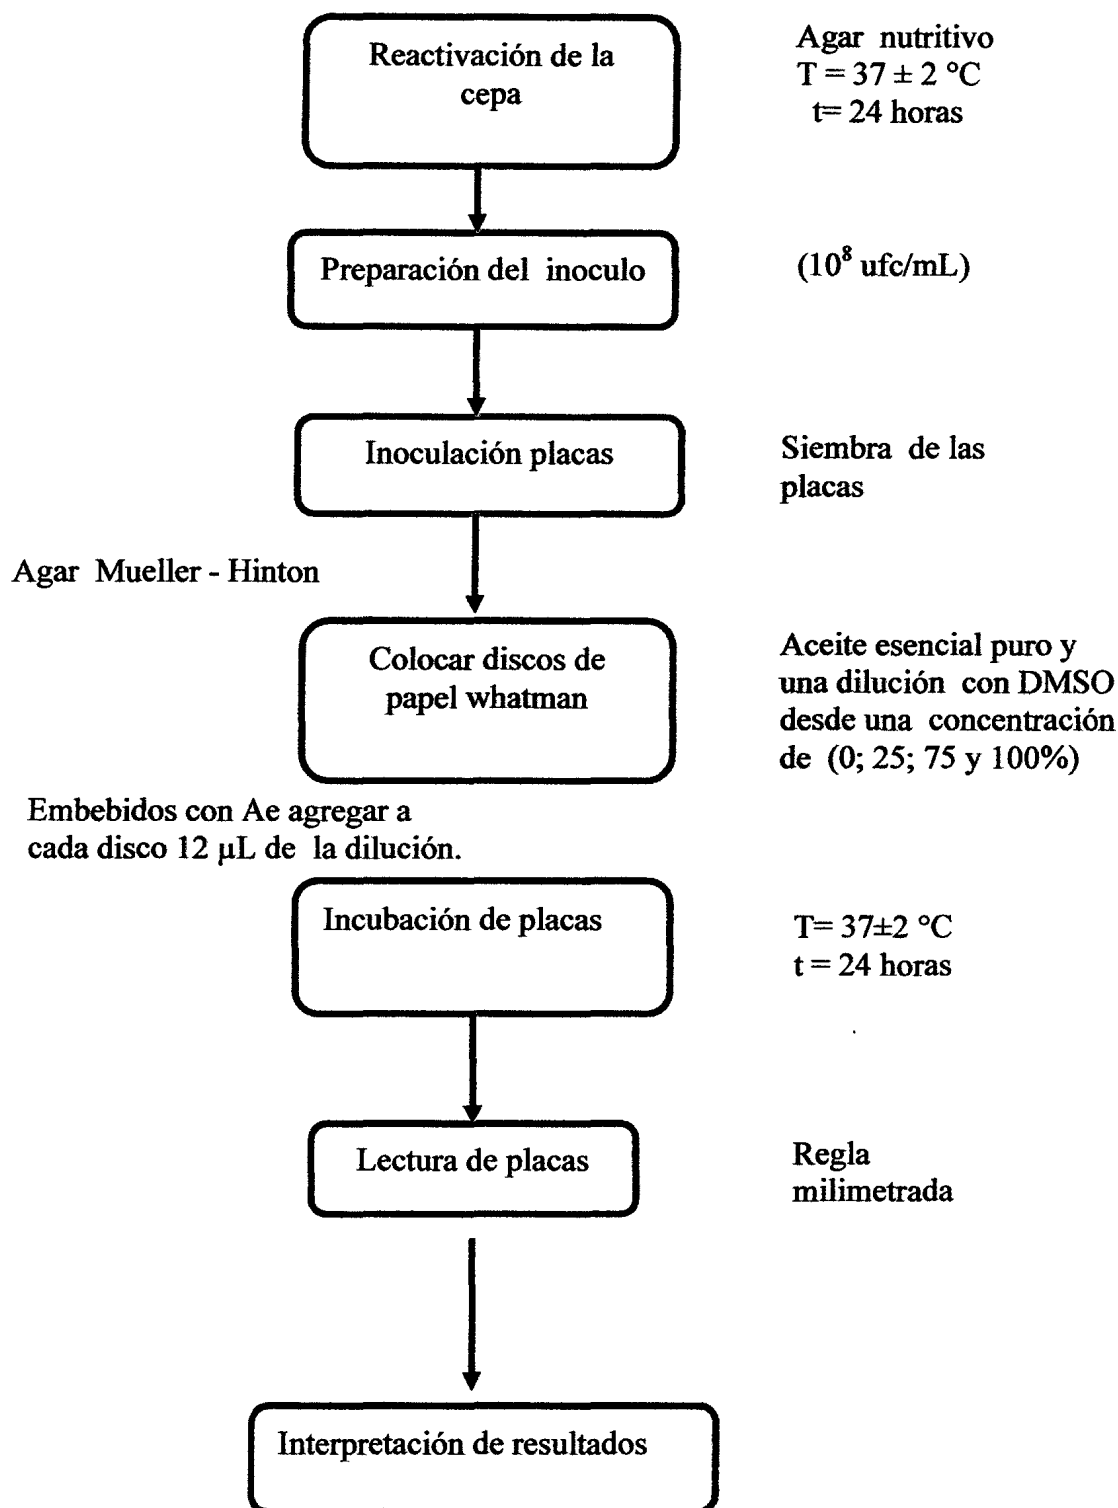 Reactivación de la
cepa
Agar nutritivo
T = 37 ± 2 °C
t= 24 horas
Preparación del inoculo
(10⁸ ufc/mL)
Inoculación placas
Siembra de las
placas
Agar Mueller - Hinton
Colocar discos de
papel whatman
Aceite esencial puro y
una dilución con DMSO
desde una concentración
de (0; 25; 75 y 100%)
Embebidos con Ae agregar a
cada disco 12 µL de la dilución.
Incubación de placas
T= 37±2 °C
t = 24 horas
Lectura de placas
Regla
milimetrada
Interpretación de resultados